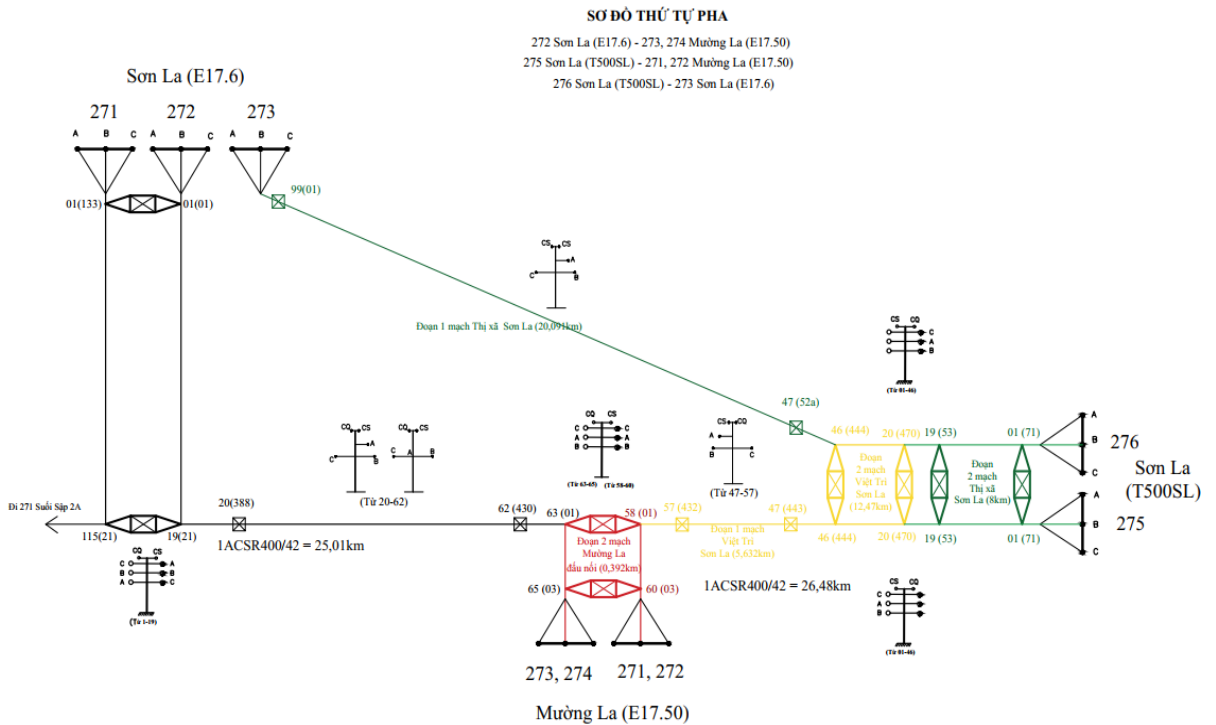 SƠ ĐỒ THỨ TỰ PHA
272 Sơn La (E17.6) - 273, 274 Mường La (E17.50)
275 Sơn La (T500SL) - 271, 272 Mường La (E17.50)
276 Sơn La (T500SL) - 273 Sơn La (E17.6)
Sơn La (E17.6)
271 272 273
A B C A B C A B C
01(133) 01(01) 99(01)
CS CS
A
C B
Đoạn 1 mạch Thị xã Sơn La (20,091km)
CS CQ
C
A
B
(Từ 01-46)
47 (52a)
46 (444) 20 (470) 19 (53) 01 (71)
A
B
C
276
Đoạn
2 mạch
Việt Trì
Sơn La
(12,47km)
Đoạn
2 mạch
Thị xã
Sơn La (8km)
Sơn La
(T500SL)
A
B
C
275
46 (444) 20 (470) 19 (53) 01 (71)
CQ CS
A
C B
CQ CS
C A B
(Từ 20-62)
CQ CS
C C
A A
B B
(Từ 63-65) (Từ 58-60)
CS CQ
A
B C
(Từ 47-57)
Đi 271 Suối Sập 2A
115(21) 19(21)
20(388)
1ACSR400/42 = 25,01km
62 (430) 63 (01) 58 (01) 57 (432) 47 (443)
Đoạn 2 mạch
Mường La
đấu nối (0,392km)
Đoạn 1 mạch
Việt Trì
Sơn La (5,632km)
65 (03) 60 (03)
1ACSR400/42 = 26,48km
CQ CS
C A
B B
A C
(Từ 1-19)
CS CQ
C
A
B
(Từ 01-46)
273, 274 271, 272
Mường La (E17.50)